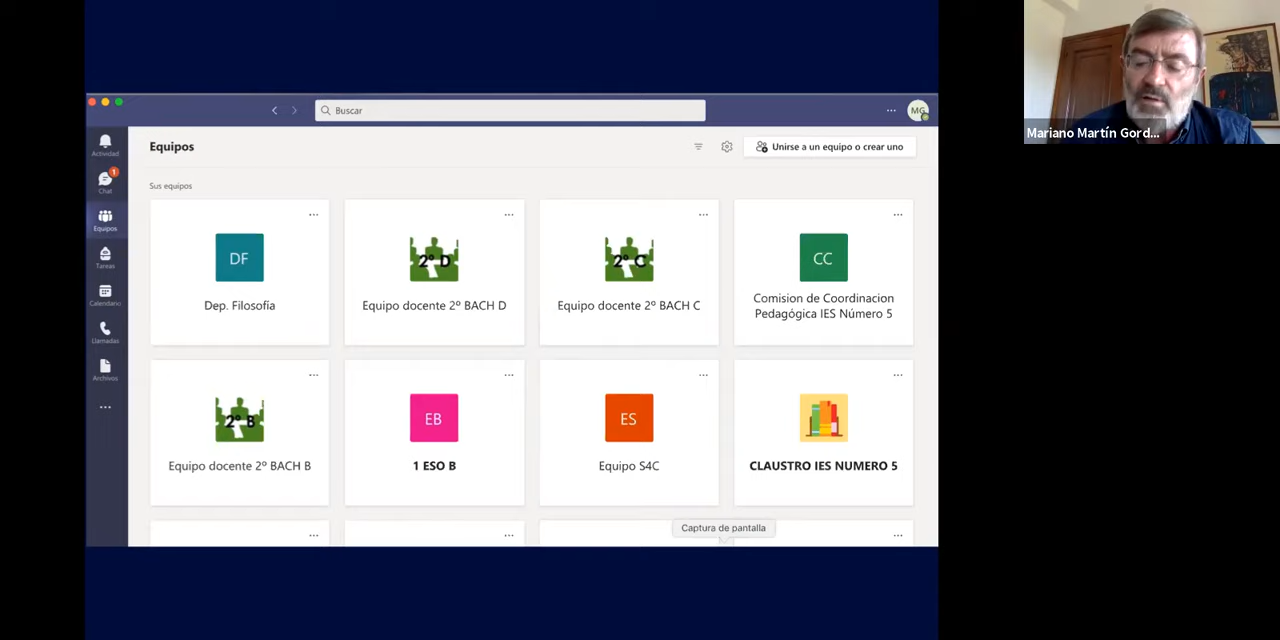 Buscar
MG
Mariano Martín Gord...
Actividad
1
Chat
Equipos
Tareas
Calendario
Llamadas
Archivos
Equipos
Unirse a un equipo o crear uno
Sus equipos
DF
Dep. Filosofía
2º D
Equipo docente 2º BACH D
2º C
Equipo docente 2º BACH C
CC
Comision de Coordinacion
Pedagógica IES Número 5
2º B
Equipo docente 2º BACH B
EB
1 ESO B
ES
Equipo S4C
CLAUSTRO IES NUMERO 5
Captura de pantalla